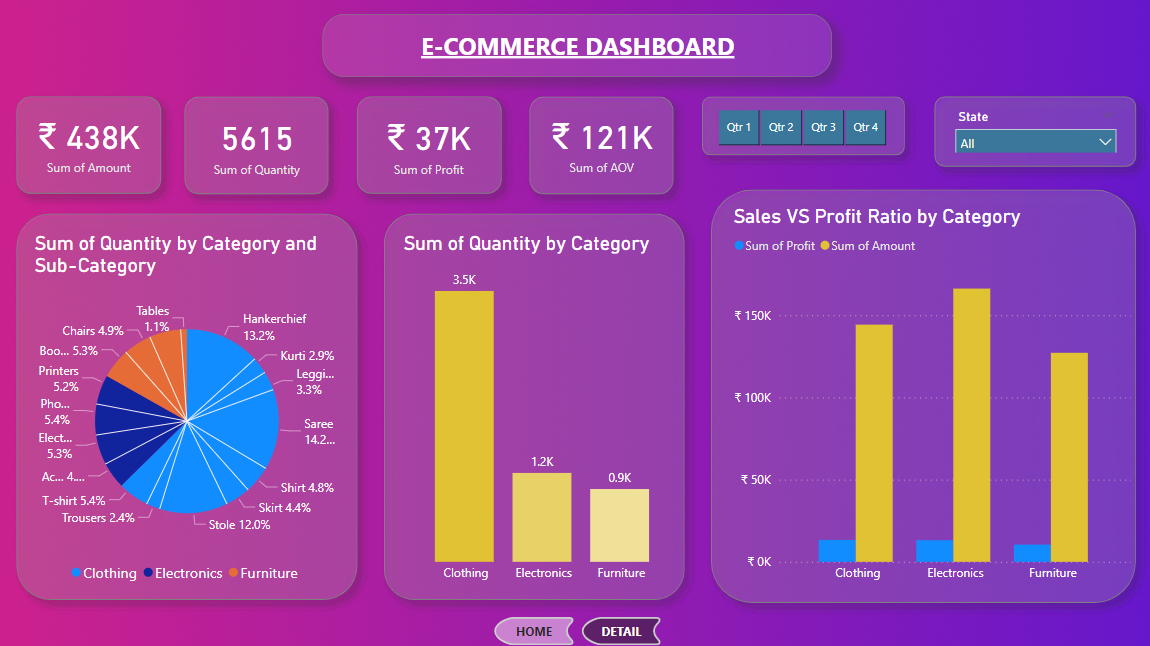 E-COMMERCE DASHBOARD
₹ 438K
Sum of Amount
5615
Sum of Quantity
₹ 37K
Sum of Profit
₹ 121K
Sum of AOV
Qtr 1
Qtr 2
Qtr 3
Qtr 4
State
All
Sum of Quantity by Category and
Sub-Category
Tables
1.1%
Hankerchief
13.2%
Chairs 4.9%
Kurti 2.9%
Boo... 5.3%
Leggi...
3.3%
Printers
5.2%
Pho...
5.4%
Saree
14.2...
Elect...
5.3%
Ac... 4....
Shirt 4.8%
T-shirt 5.4%
Skirt 4.4%
Trousers 2.4%
Stole 12.0%
Clothing
Electronics
Furniture
Sum of Quantity by Category
3.5K
1.2K
0.9K
Clothing
Electronics
Furniture
Sales VS Profit Ratio by Category
Sum of Profit
Sum of Amount
₹ 150K
₹ 100K
₹ 50K
₹ 0K
Clothing
Electronics
Furniture
HOME
DETAIL